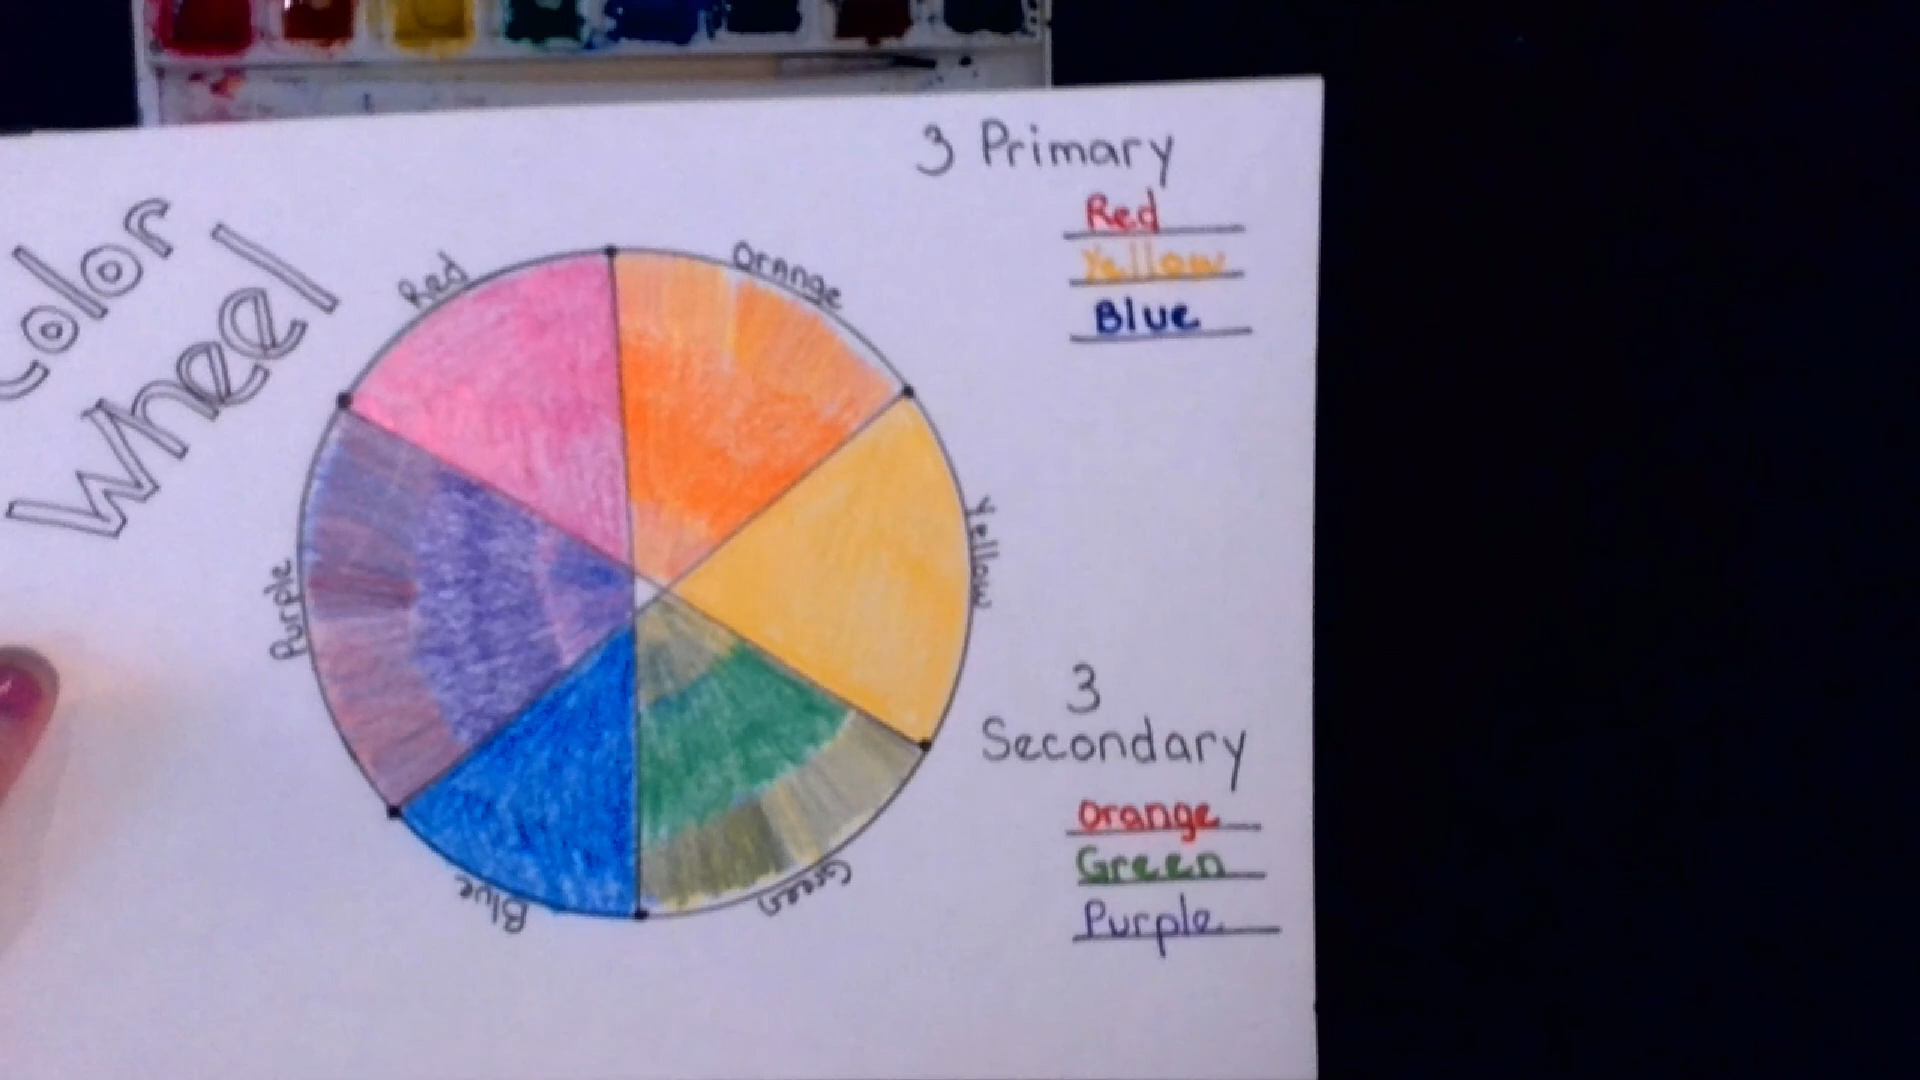 Color
Wheel
3 Primary
Red
Yellow
Blue
Red
Orange
Yellow
Green
Blue
Purple
3
Secondary
Orange
Green
Purple